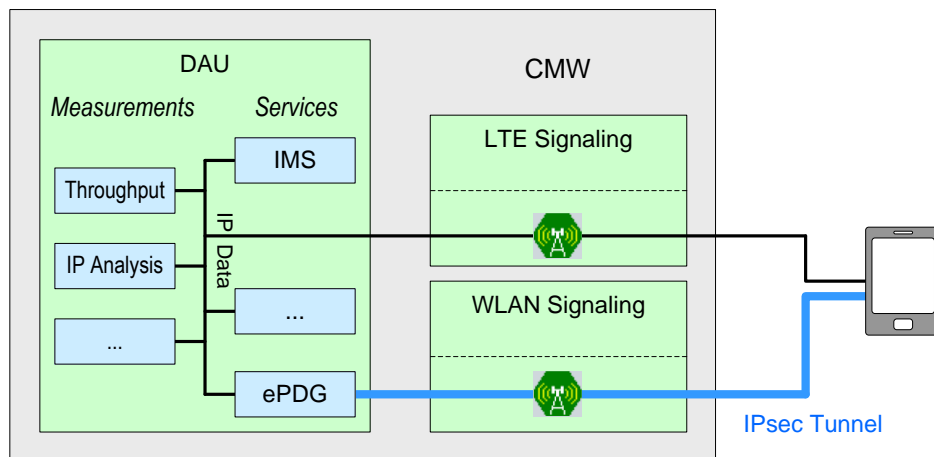 DAU
CMW
Measurements
Services
LTE Signaling
IMS
Throughput
IP Data
IP Analysis
WLAN Signaling
...
...
ePDG
IPsec Tunnel